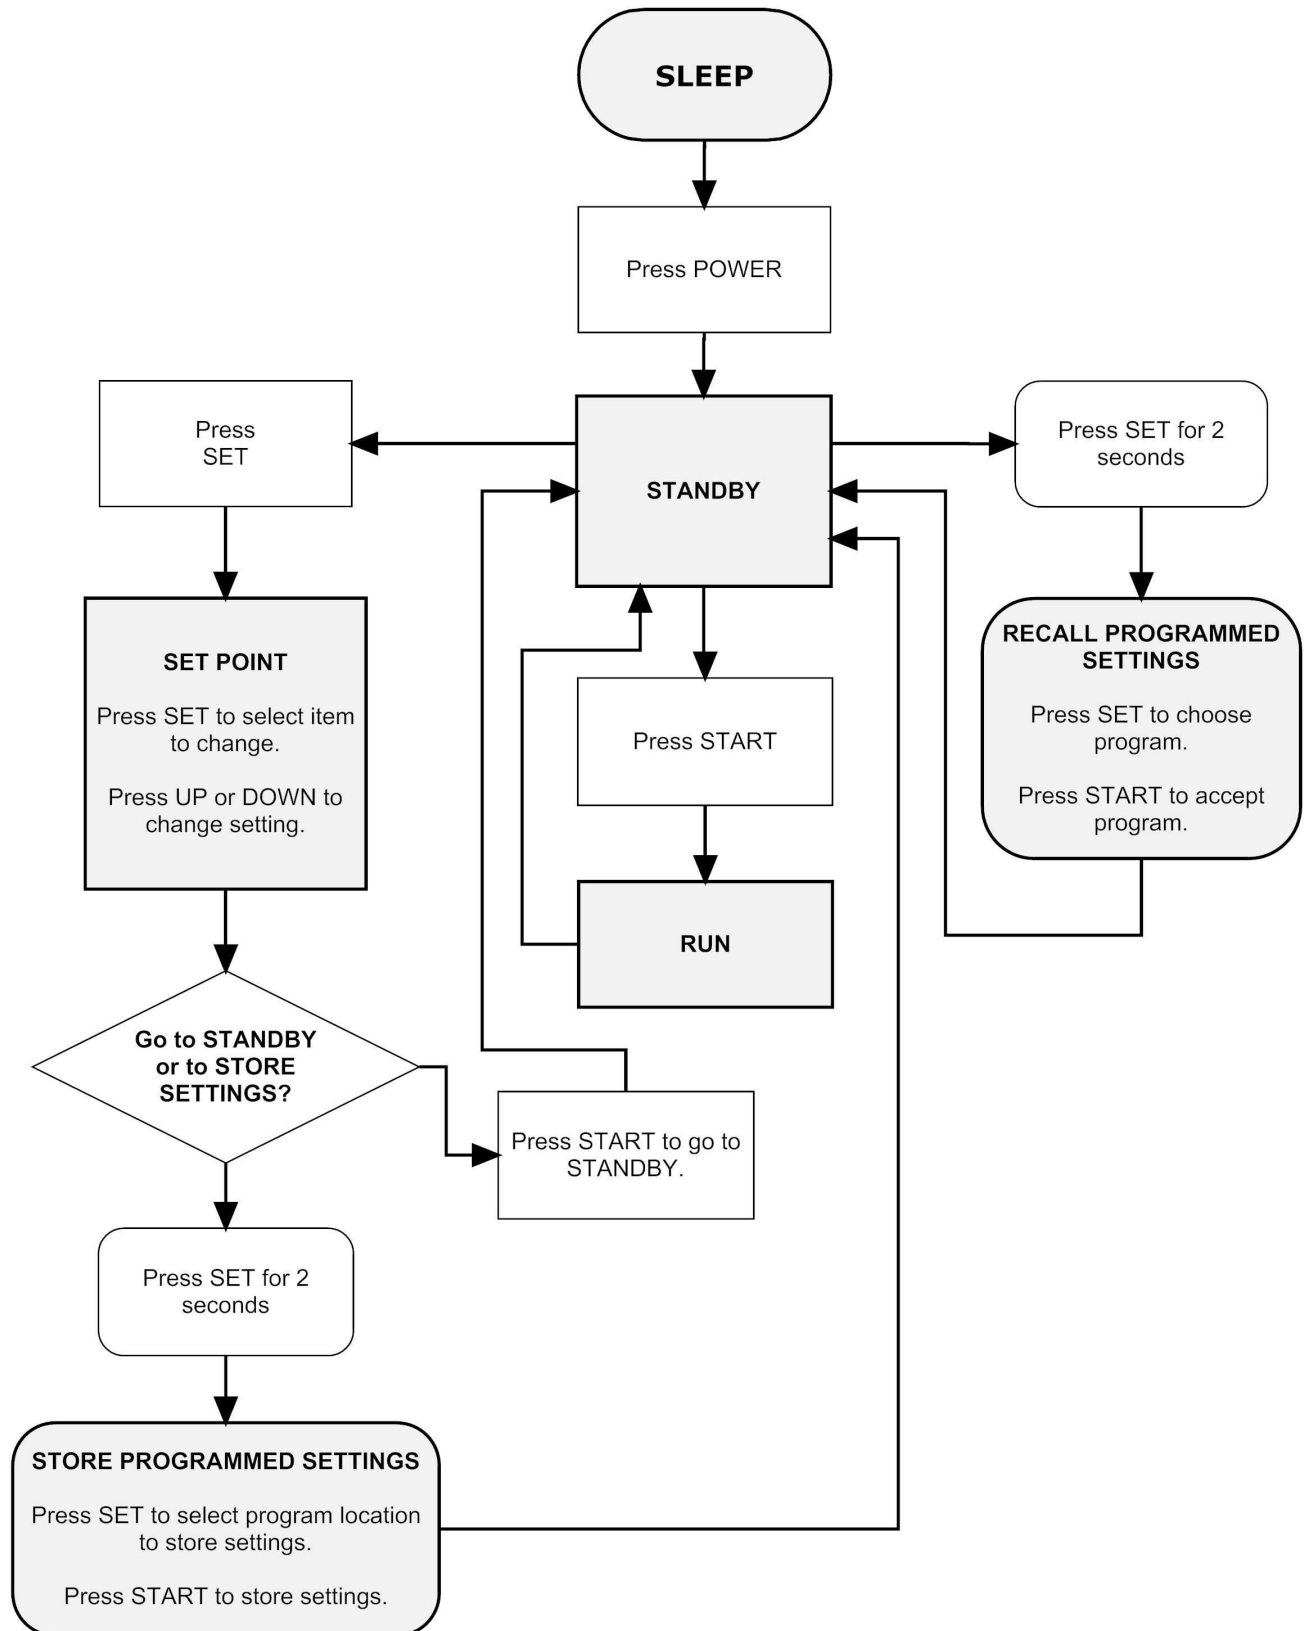 SLEEP
Press POWER
Press
SET
STANDBY
Press SET for 2
seconds
SET POINT
Press SET to select item
to change.
Press UP or DOWN to
change setting.
Press START
RECALL PROGRAMMED
SETTINGS
Press SET to choose
program.
Press START to accept
program.
RUN
Go to STANDBY
or to STORE
SETTINGS?
Press START to go to
STANDBY.
Press SET for 2
seconds
STORE PROGRAMMED SETTINGS
Press SET to select program location
to store settings.
Press START to store settings.